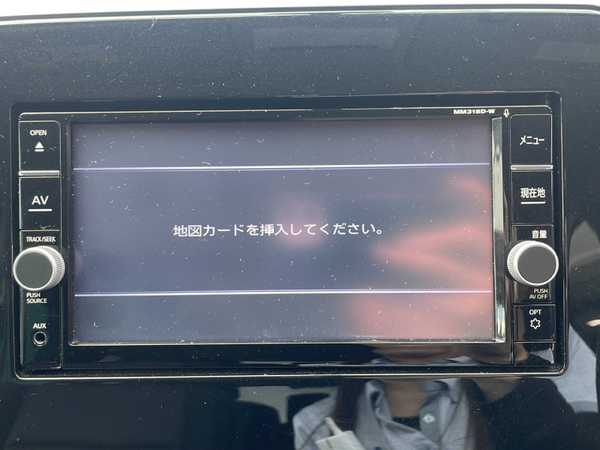 MM318D-W
OPEN
AV
TRACK/SEEK
PUSH
SOURCE
AUX
地図カードを挿入してください。
メニュー
現在地
音量
PUSH
AV OFF
OPT